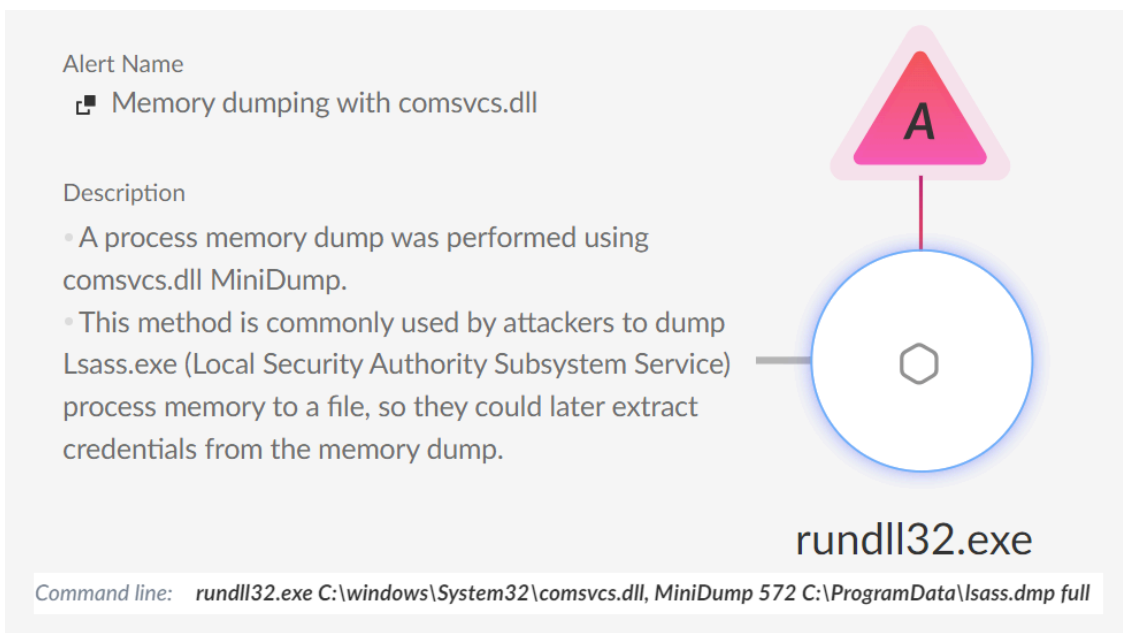 Alert Name
Memory dumping with comsvcs.dll
A
Description
• A process memory dump was performed using
comsvcs.dll MiniDump.
• This method is commonly used by attackers to dump
Lsass.exe (Local Security Authority Subsystem Service)
process memory to a file, so they could later extract
credentials from the memory dump.
rundll32.exe
Command line: rundll32.exe C:\windows\System32\comsvcs.dll, MiniDump 572 C:\ProgramData\lsass.dmp full